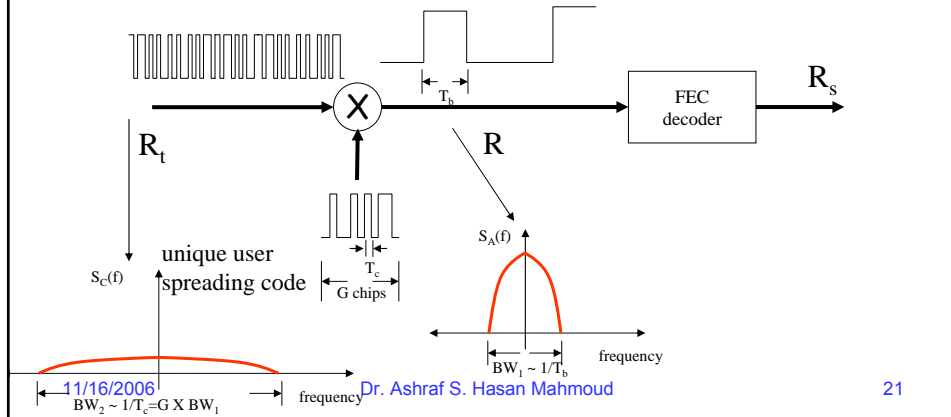 T_b
FEC
decoder
R_s
R_t
R
T_c
G chips
unique user
spreading code
S_C(f)
S_A(f)
frequency
BW_1 ~ 1/T_b
frequency
BW_2 ~ 1/T_c=G X BW_1
11/16/2006
Dr. Ashraf S. Hasan Mahmoud
21